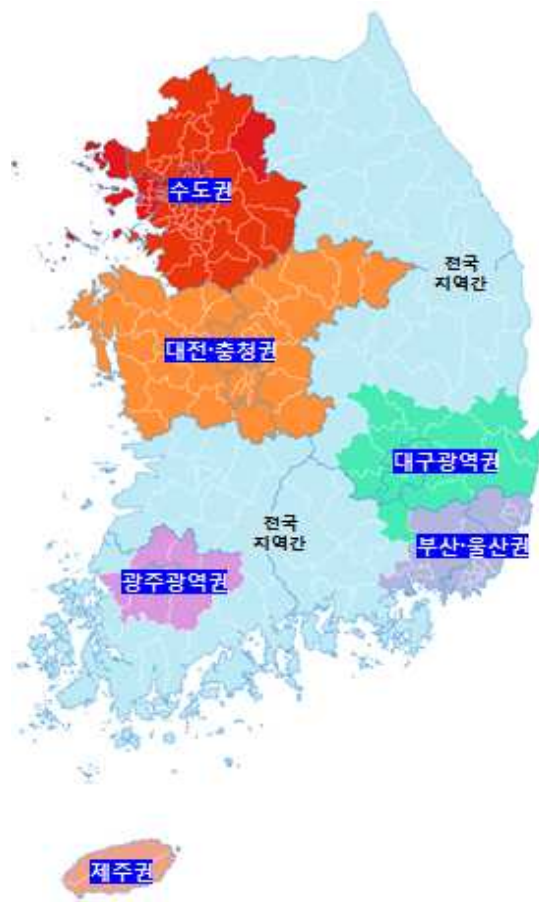 수도권
전국
지역간
대전·충청권
대구광역권
전국
지역간
부산·울산권
광주광역권
제주권